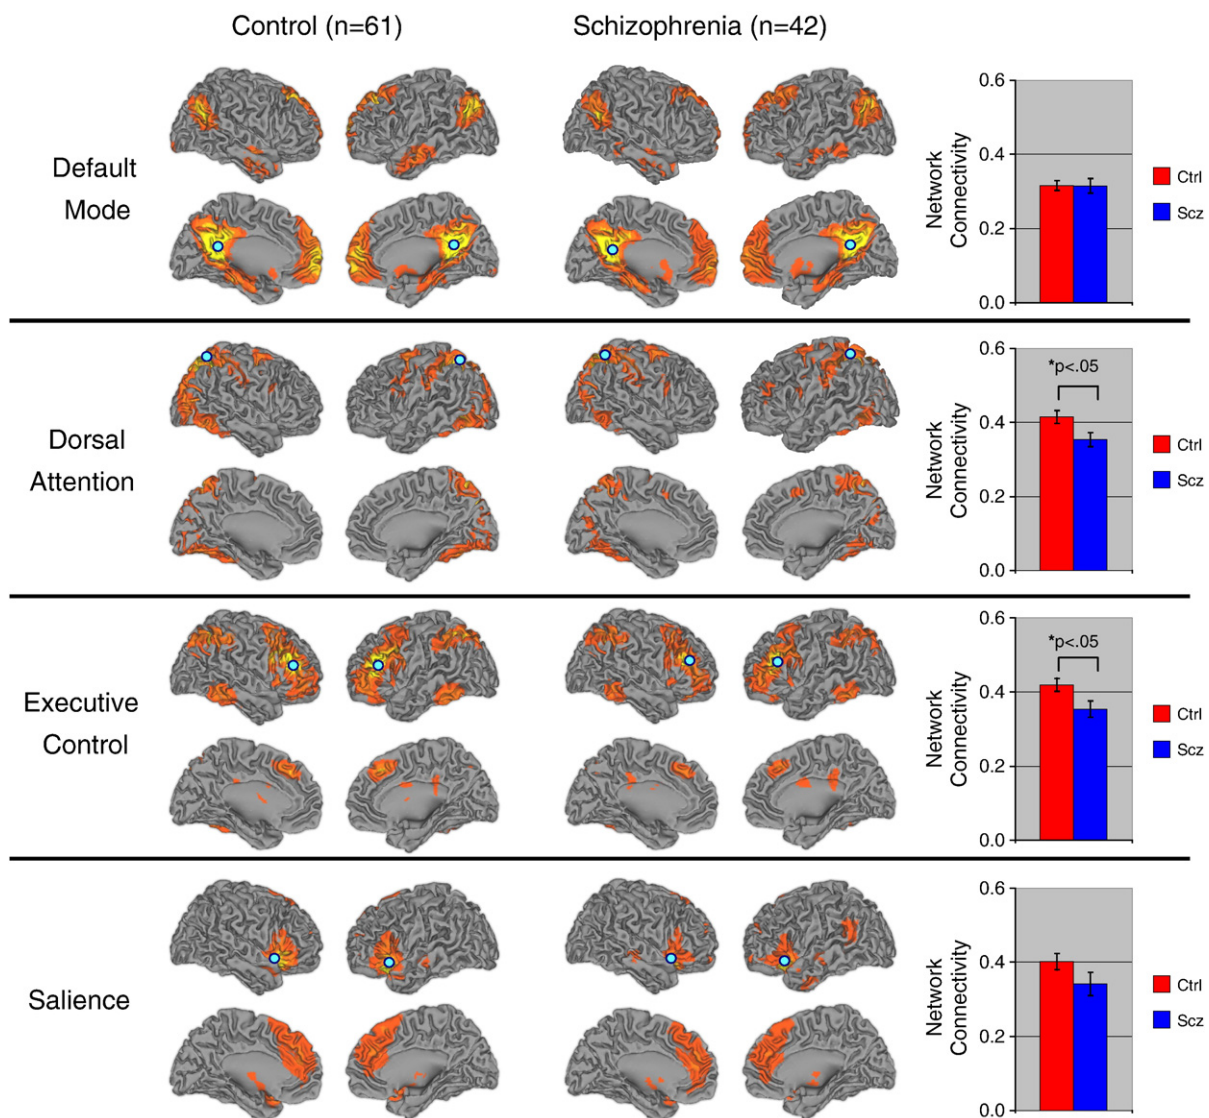 Control (n=61)
Schizophrenia (n=42)
Default
Mode
Network
Connectivity
0.6
0.4
0.2
0.0
Ctrl
Scz
Dorsal
Attention
Network
Connectivity
0.6
0.4
0.2
0.0
*p<.05
Ctrl
Scz
Executive
Control
Network
Connectivity
0.6
0.4
0.2
0.0
*p<.05
Ctrl
Scz
Salience
Network
Connectivity
0.6
0.4
0.2
0.0
Ctrl
Scz